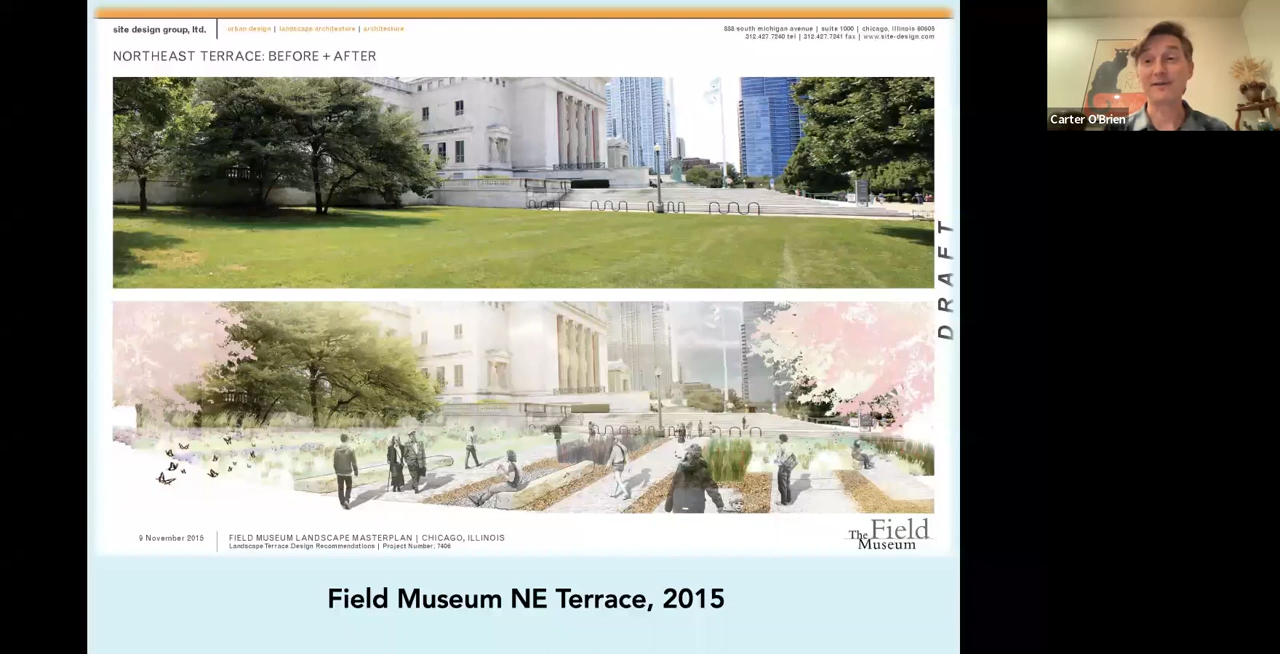 site design group, ltd.
urban design | landscape architecture | architecture
888 south michigan avenue | suite 1000 | chicago, illinois 60605
312.427.7240 tel | 312.427.7241 fax | www.site-design.com
NORTHEAST TERRACE: BEFORE + AFTER
Carter O'Brien
DRAFT
9 November 2015
FIELD MUSEUM LANDSCAPE MASTERPLAN | CHICAGO, ILLINOIS
Landscape Terrace Design Recommendations | Project Number: 7406
The Field
Museum
Field Museum NE Terrace, 2015